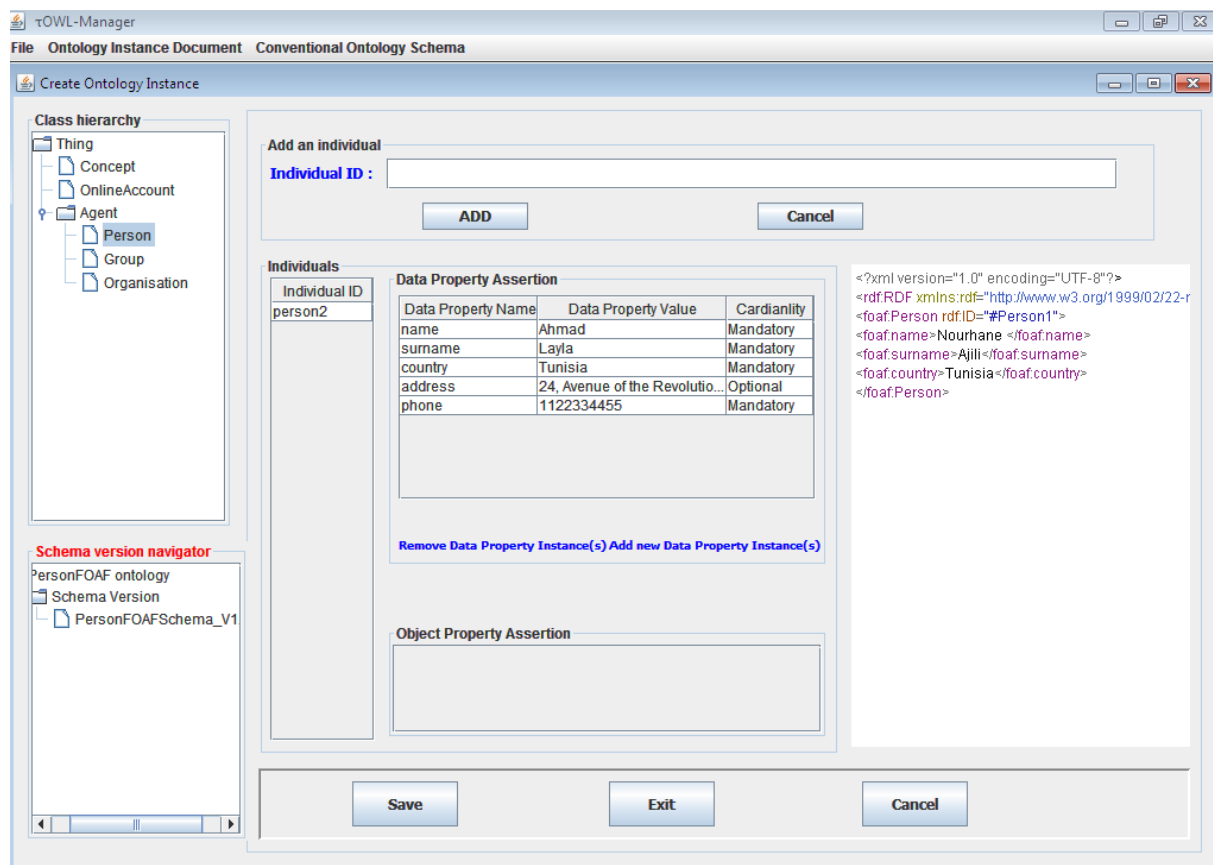 τOWL-Manager
File Ontology Instance Document Conventional Ontology Schema
Create Ontology Instance
Class hierarchy
Thing
Concept
OnlineAccount
Agent
Person
Group
Organisation
Schema version navigator
PersonFOAF ontology
Schema Version
PersonFOAFSchema_V1
Add an individual
Individual ID :
ADD Cancel
Individuals
Individual ID
person2
Data Property Assertion
Data Property Name Data Property Value Cardianlity
name Ahmad Mandatory
surname Layla Mandatory
country Tunisia Mandatory
address 24, Avenue of the Revolutio... Optional
phone 1122334455 Mandatory
Remove Data Property Instance(s) Add new Data Property Instance(s)
Object Property Assertion
<?xml version="1.0" encoding="UTF-8"?>
<rdf:RDF xmlns:rdf="http://www.w3.org/1999/02/22-r
<foaf:Person rdf:ID="#Person1">
<foaf:name>Nourhane </foaf:name>
<foaf:surname>Ajili</foaf:surname>
<foaf:country>Tunisia</foaf:country>
</foaf:Person>
Save Exit Cancel